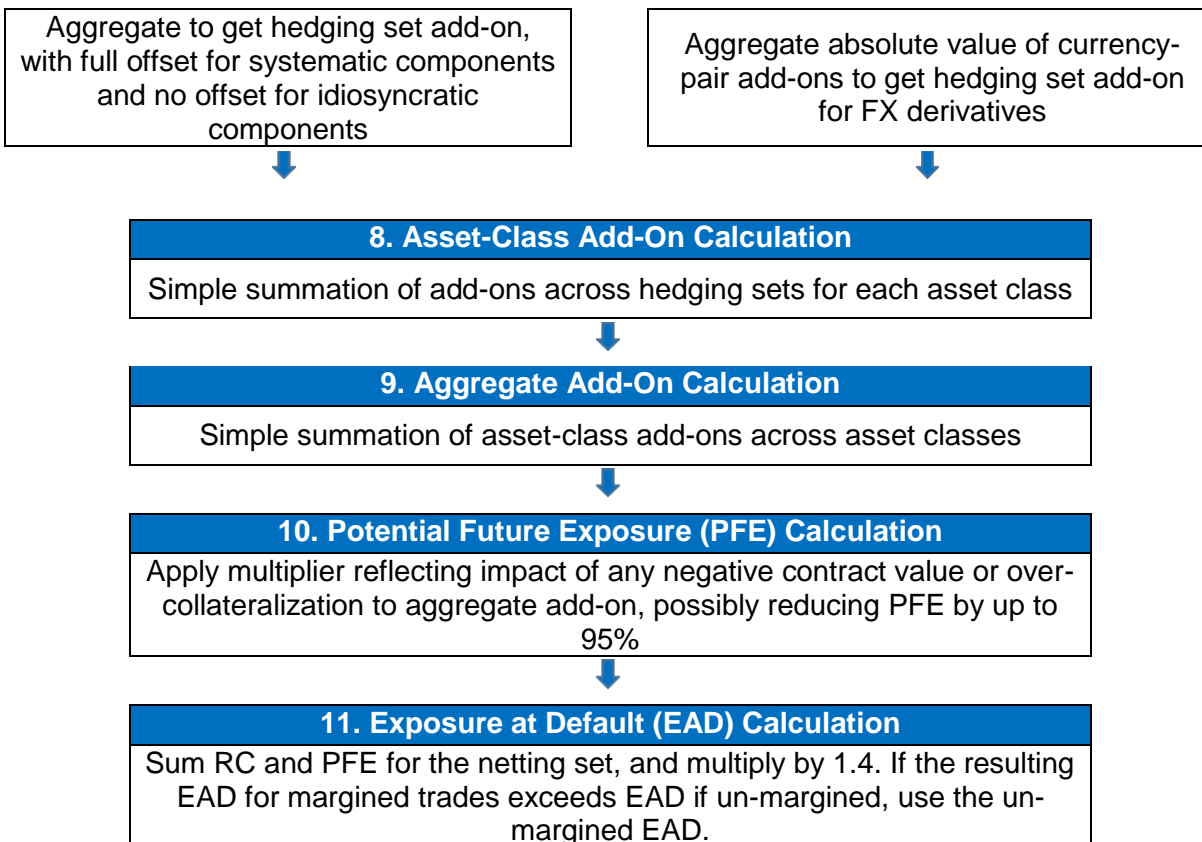 Aggregate to get hedging set add-on,
with full offset for systematic components
and no offset for idiosyncratic
components
Aggregate absolute value of currency-
pair add-ons to get hedging set add-on
for FX derivatives
8. Asset-Class Add-On Calculation
Simple summation of add-ons across hedging sets for each asset class
9. Aggregate Add-On Calculation
Simple summation of asset-class add-ons across asset classes
10. Potential Future Exposure (PFE) Calculation
Apply multiplier reflecting impact of any negative contract value or over-
collateralization to aggregate add-on, possibly reducing PFE by up to
95%
11. Exposure at Default (EAD) Calculation
Sum RC and PFE for the netting set, and multiply by 1.4. If the resulting
EAD for margined trades exceeds EAD if un-margined, use the un-
margined EAD.